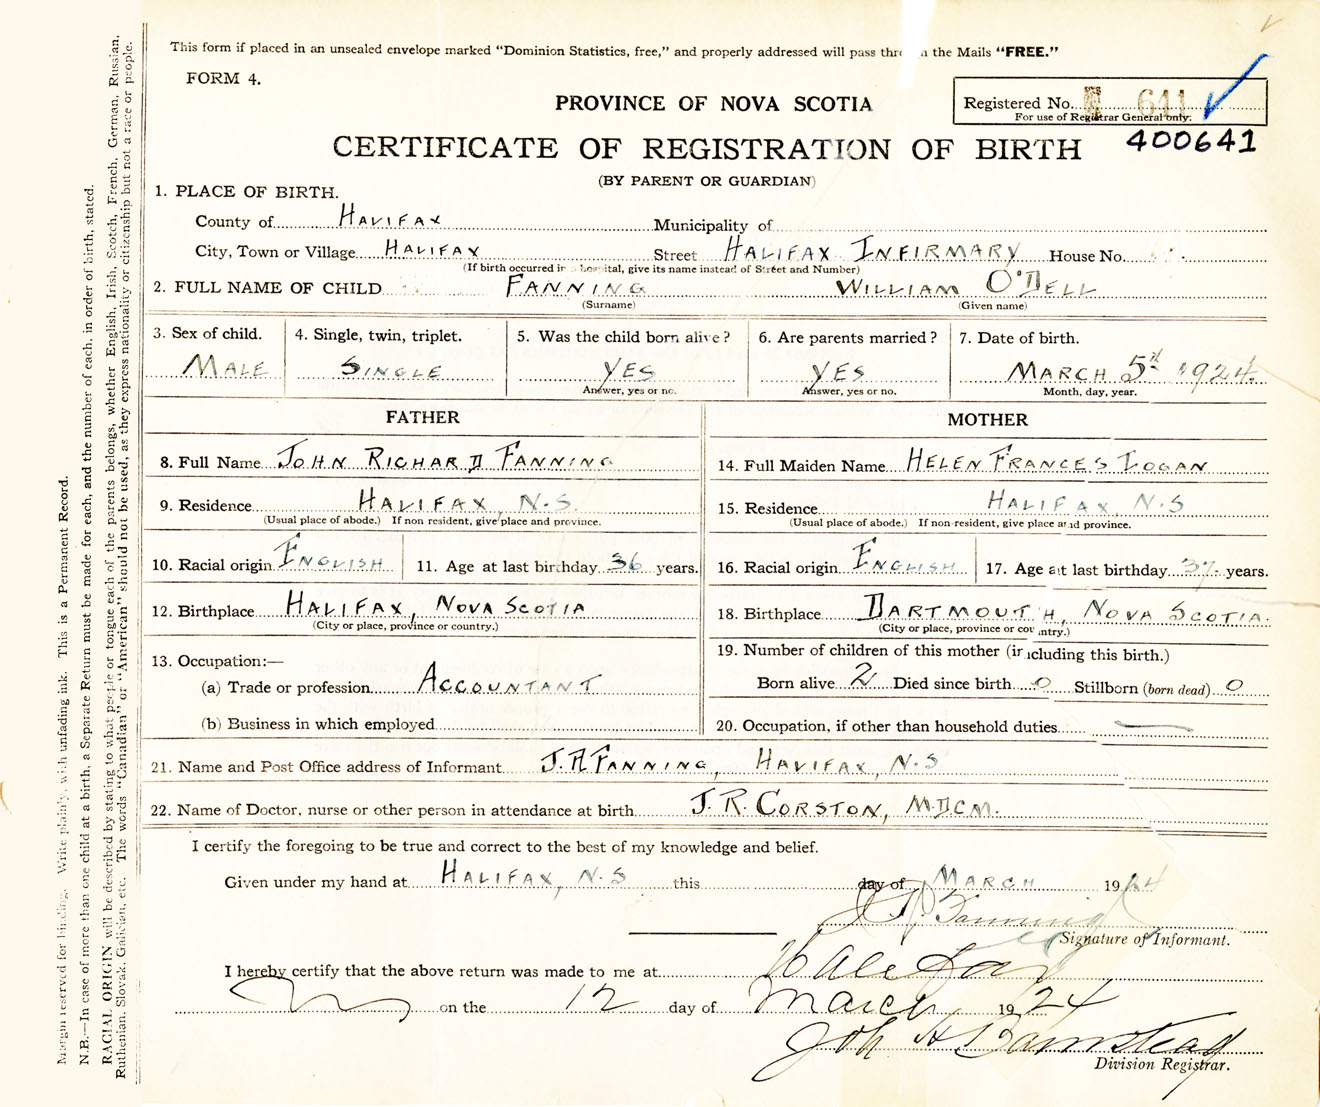 This form if placed in an unsealed envelope marked "Dominion Statistics, free," and properly addressed will pass thro the Mails "FREE."
FORM 4.
Registered No. 641
For use of Registrar General only.
PROVINCE OF NOVA SCOTIA
400641
CERTIFICATE OF REGISTRATION OF BIRTH
(BY PARENT OR GUARDIAN)
1. PLACE OF BIRTH.
County of HALIFAX Municipality of
City, Town or Village HALIFAX Street HALIFAX INFIRMARY House No.
(If birth occurred in a hospital, give its name instead of Street and Number)
2. FULL NAME OF CHILD FANNING WILLIAM O'DELL
(Surname) (Given name)
3. Sex of child. 4. Single, twin, triplet. 5. Was the child born alive? 6. Are parents married? 7. Date of birth.
MALE SINGLE YES YES MARCH 5th 1924.
Answer, yes or no. Answer, yes or no. Month, day, year.
FATHER MOTHER
8. Full Name JOHN RICHARD FANNING 14. Full Maiden Name HELEN FRANCES LOGAN
9. Residence HALIFAX, N.S. 15. Residence HALIFAX, N.S
(Usual place of abode.) If non resident, give place and province. (Usual place of abode.) If non-resident, give place and province.
10. Racial origin ENGLISH 11. Age at last birthday 36 years. 16. Racial origin ENGLISH 17. Age at last birthday 37 years.
12. Birthplace HALIFAX, NOVA SCOTIA 18. Birthplace DARTMOUTH, NOVA SCOTIA.
(City or place, province or country.) (City or place, province or country.)
13. Occupation:— 19. Number of children of this mother (including this birth.)
(a) Trade or profession ACCOUNTANT Born alive 2 Died since birth 0 Stillborn (born dead) 0
(b) Business in which employed 20. Occupation, if other than household duties —
21. Name and Post Office address of Informant J.R FANNING, HALIFAX, N.S
22. Name of Doctor, nurse or other person in attendance at birth J.R. CORSTON, M.D.C.M.
I certify the foregoing to be true and correct to the best of my knowledge and belief.
Given under my hand at HALIFAX, N.S this day of MARCH 1924
J R Fanning
Signature of Informant.
I hereby certify that the above return was made to me at Halifax
on the 12 day of March 1924
Joh A Barnstead
Division Registrar.
Margin reserved for binding. Write plainly, with unfading ink. This is a Permanent Record.
N.B.—In case of more than one child at a birth, a Separate Return must be made for each, and the number of each, in order of birth, stated.
RACIAL ORIGIN will be described by stating to what people or tongue each of the parents belongs, whether English, Irish, Scotch, French, German, Russian,
Ruthenian, Slovak, Galician, etc. The words "Canadian" or "American" should not be used, as they express nationality or citizenship but not a race or people.